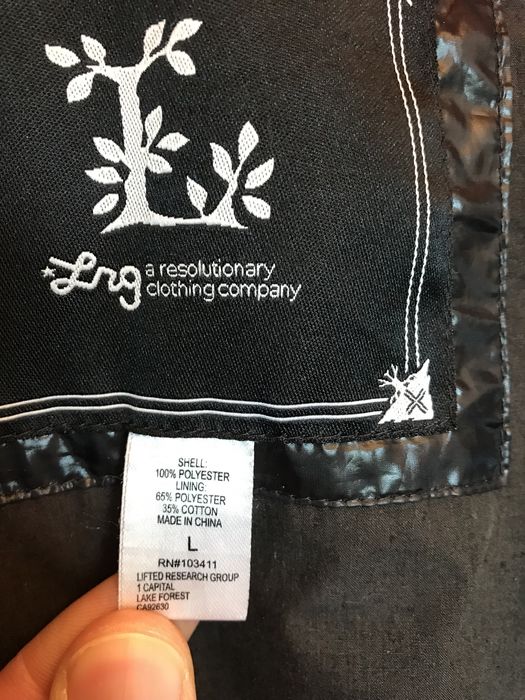 L
Lrg a resolutionary
clothing company
SHELL:
100% POLYESTER
LINING:
65% POLYESTER
35% COTTON
MADE IN CHINA
L
RN#103411
LIFTED RESEARCH GROUP
1 CAPITAL
LAKE FOREST
CA92630